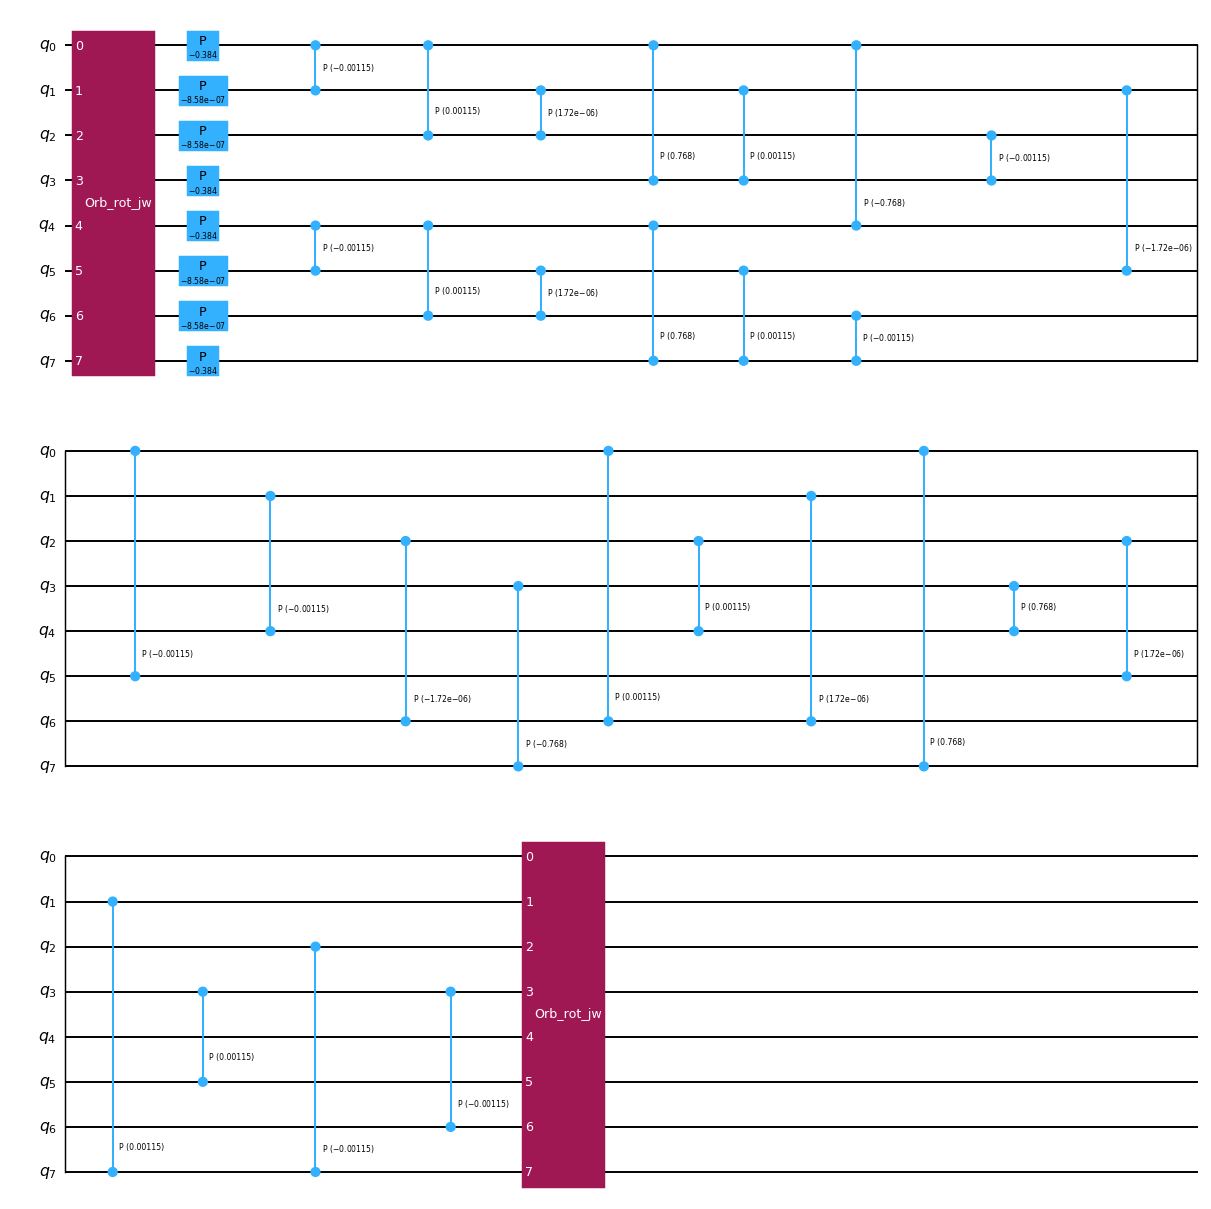 q0 0 P −0.384
P (−0.00115)
q1 1 P −8.58e−07
P (0.00115) P (1.72e−06)
q2 2 P −8.58e−07
P (0.768) P (0.00115) P (−0.00115)
q3 3 P −0.384
Orb_rot_jw P (−0.768)
q4 4 P −0.384
P (−0.00115) P (−1.72e−06)
q5 5 P −8.58e−07
P (0.00115) P (1.72e−06)
q6 6 P −8.58e−07
P (0.768) P (0.00115) P (−0.00115)
q7 7 P −0.384
q0
q1
q2
q3
P (−0.00115) P (0.00115) P (0.768)
q4
P (−0.00115) P (1.72e−06)
q5
P (−1.72e−06) P (0.00115) P (1.72e−06)
q6
P (−0.768) P (0.768)
q7
q0 0
q1 1
q2 2
q3 3
Orb_rot_jw
q4 4
P (0.00115)
q5 5
P (−0.00115)
q6 6
P (0.00115) P (−0.00115)
q7 7